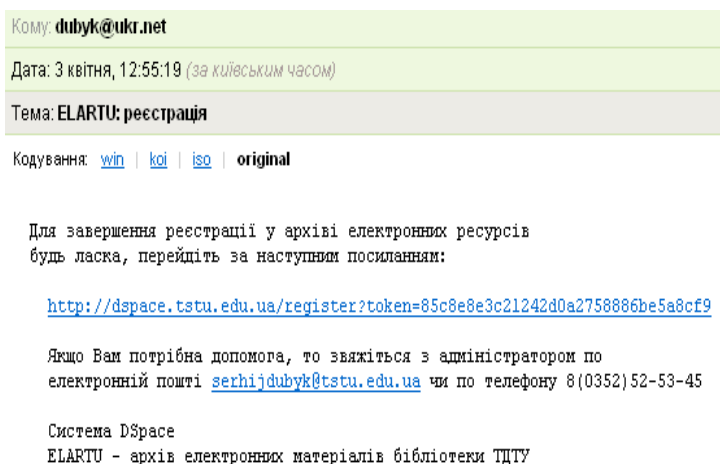 Кому: dubyk@ukr.net
Дата: 3 квітня, 12:55:19 (за київським часом)
Тема: ELARTU: реєстрація
Кодування: win | koi | iso | original
Для завершення реєстрації у архіві електронних ресурсів
будь ласка, перейдіть за наступним посиланням:
http://dspace.tstu.edu.ua/register?token=85c8e8e3c21242d0a2758886be5a8cf9
Якщо Вам потрібна допомога, то звяжіться з адміністратором по
електронній пошті serhijdubyk@tstu.edu.ua чи по телефону 8(0352)52-53-45
Система DSpace
ELARTU - архів електронних матеріалів бібліотеки ТДТУ